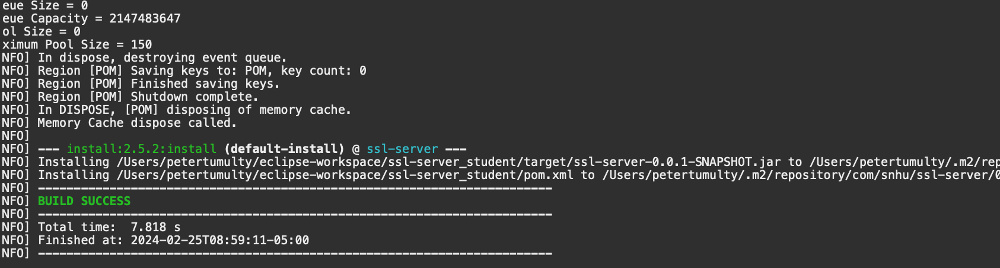 eue Size = 0
eue Capacity = 2147483647
ol Size = 0
ximum Pool Size = 150
NFO] In dispose, destroying event queue.
NFO] Region [POM] Saving keys to: POM, key count: 0
NFO] Region [POM] Finished saving keys.
NFO] Region [POM] Shutdown complete.
NFO] In DISPOSE, [POM] disposing of memory cache.
NFO] Memory Cache dispose called.
NFO]
NFO] --- install:2.5.2:install (default-install) @ ssl-server ---
NFO] Installing /Users/petertumulty/eclipse-workspace/ssl-server_student/target/ssl-server-0.0.1-SNAPSHOT.jar to /Users/petertumulty/.m2/rep
NFO] Installing /Users/petertumulty/eclipse-workspace/ssl-server_student/pom.xml to /Users/petertumulty/.m2/repository/com/snhu/ssl-server/0
NFO] ------------------------------------------------------------------------
NFO] BUILD SUCCESS
NFO] ------------------------------------------------------------------------
NFO] Total time:  7.818 s
NFO] Finished at: 2024-02-25T08:59:11-05:00
NFO] ------------------------------------------------------------------------